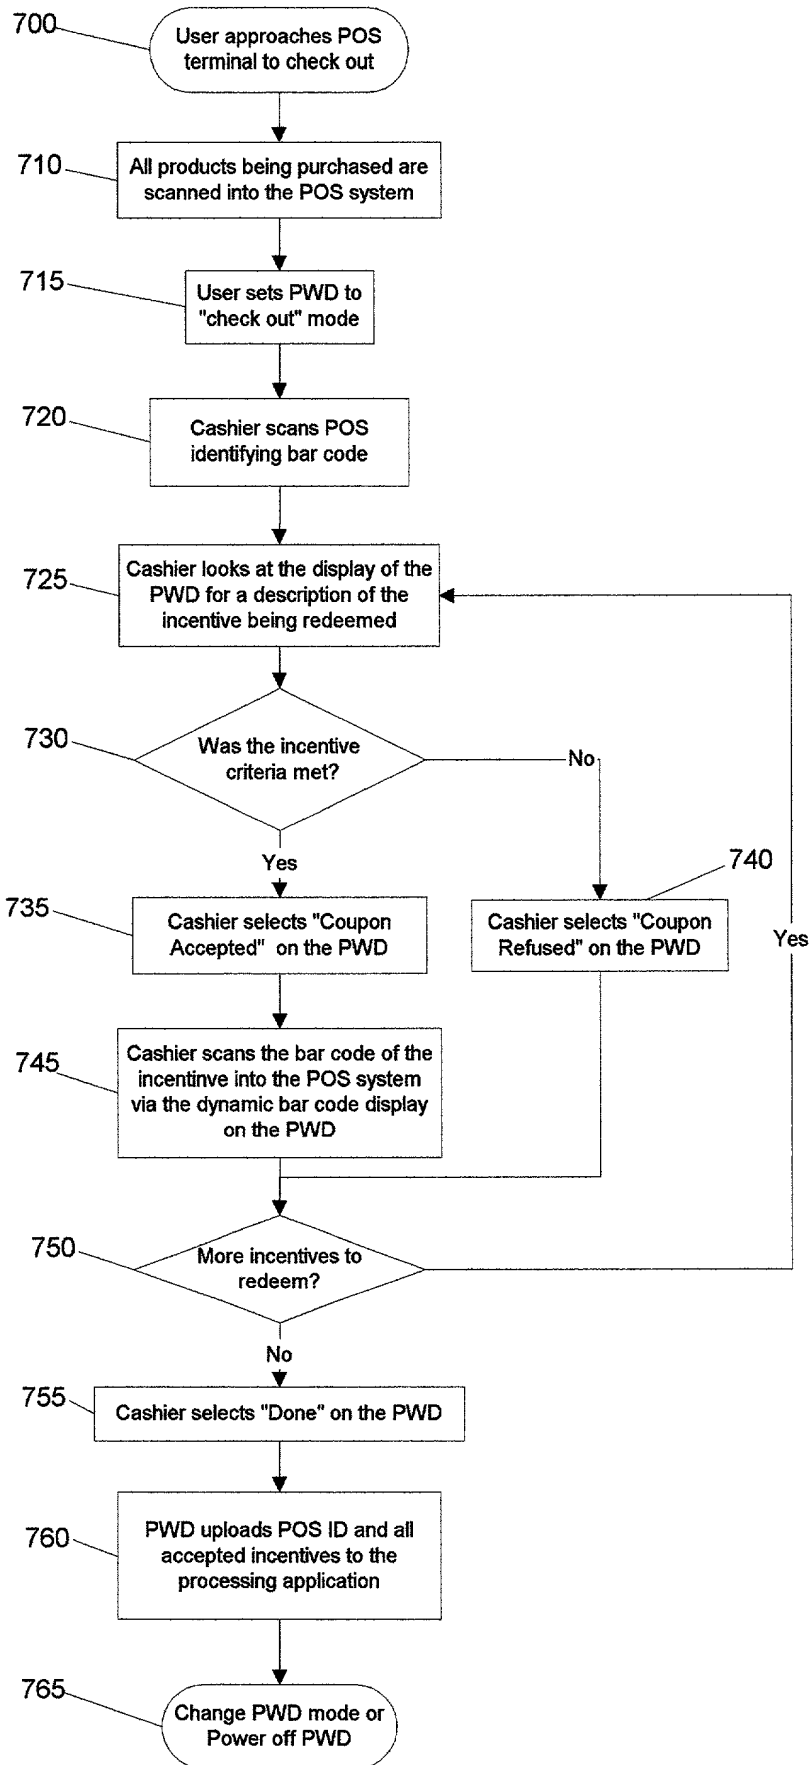 700
User approaches POS
terminal to check out
710
All products being purchased are
scanned into the POS system
715
User sets PWD to
"check out" mode
720
Cashier scans POS
identifying bar code
725
Cashier looks at the display of the
PWD for a description of the
incentive being redeemed
730
Was the incentive
criteria met?
No
Yes
740
735
Cashier selects "Coupon
Accepted" on the PWD
Cashier selects "Coupon
Refused" on the PWD
Yes
745
Cashier scans the bar code of the
incentinve into the POS system
via the dynamic bar code display
on the PWD
750
More incentives to
redeem?
No
755
Cashier selects "Done" on the PWD
760
PWD uploads POS ID and all
accepted incentives to the
processing application
765
Change PWD mode or
Power off PWD